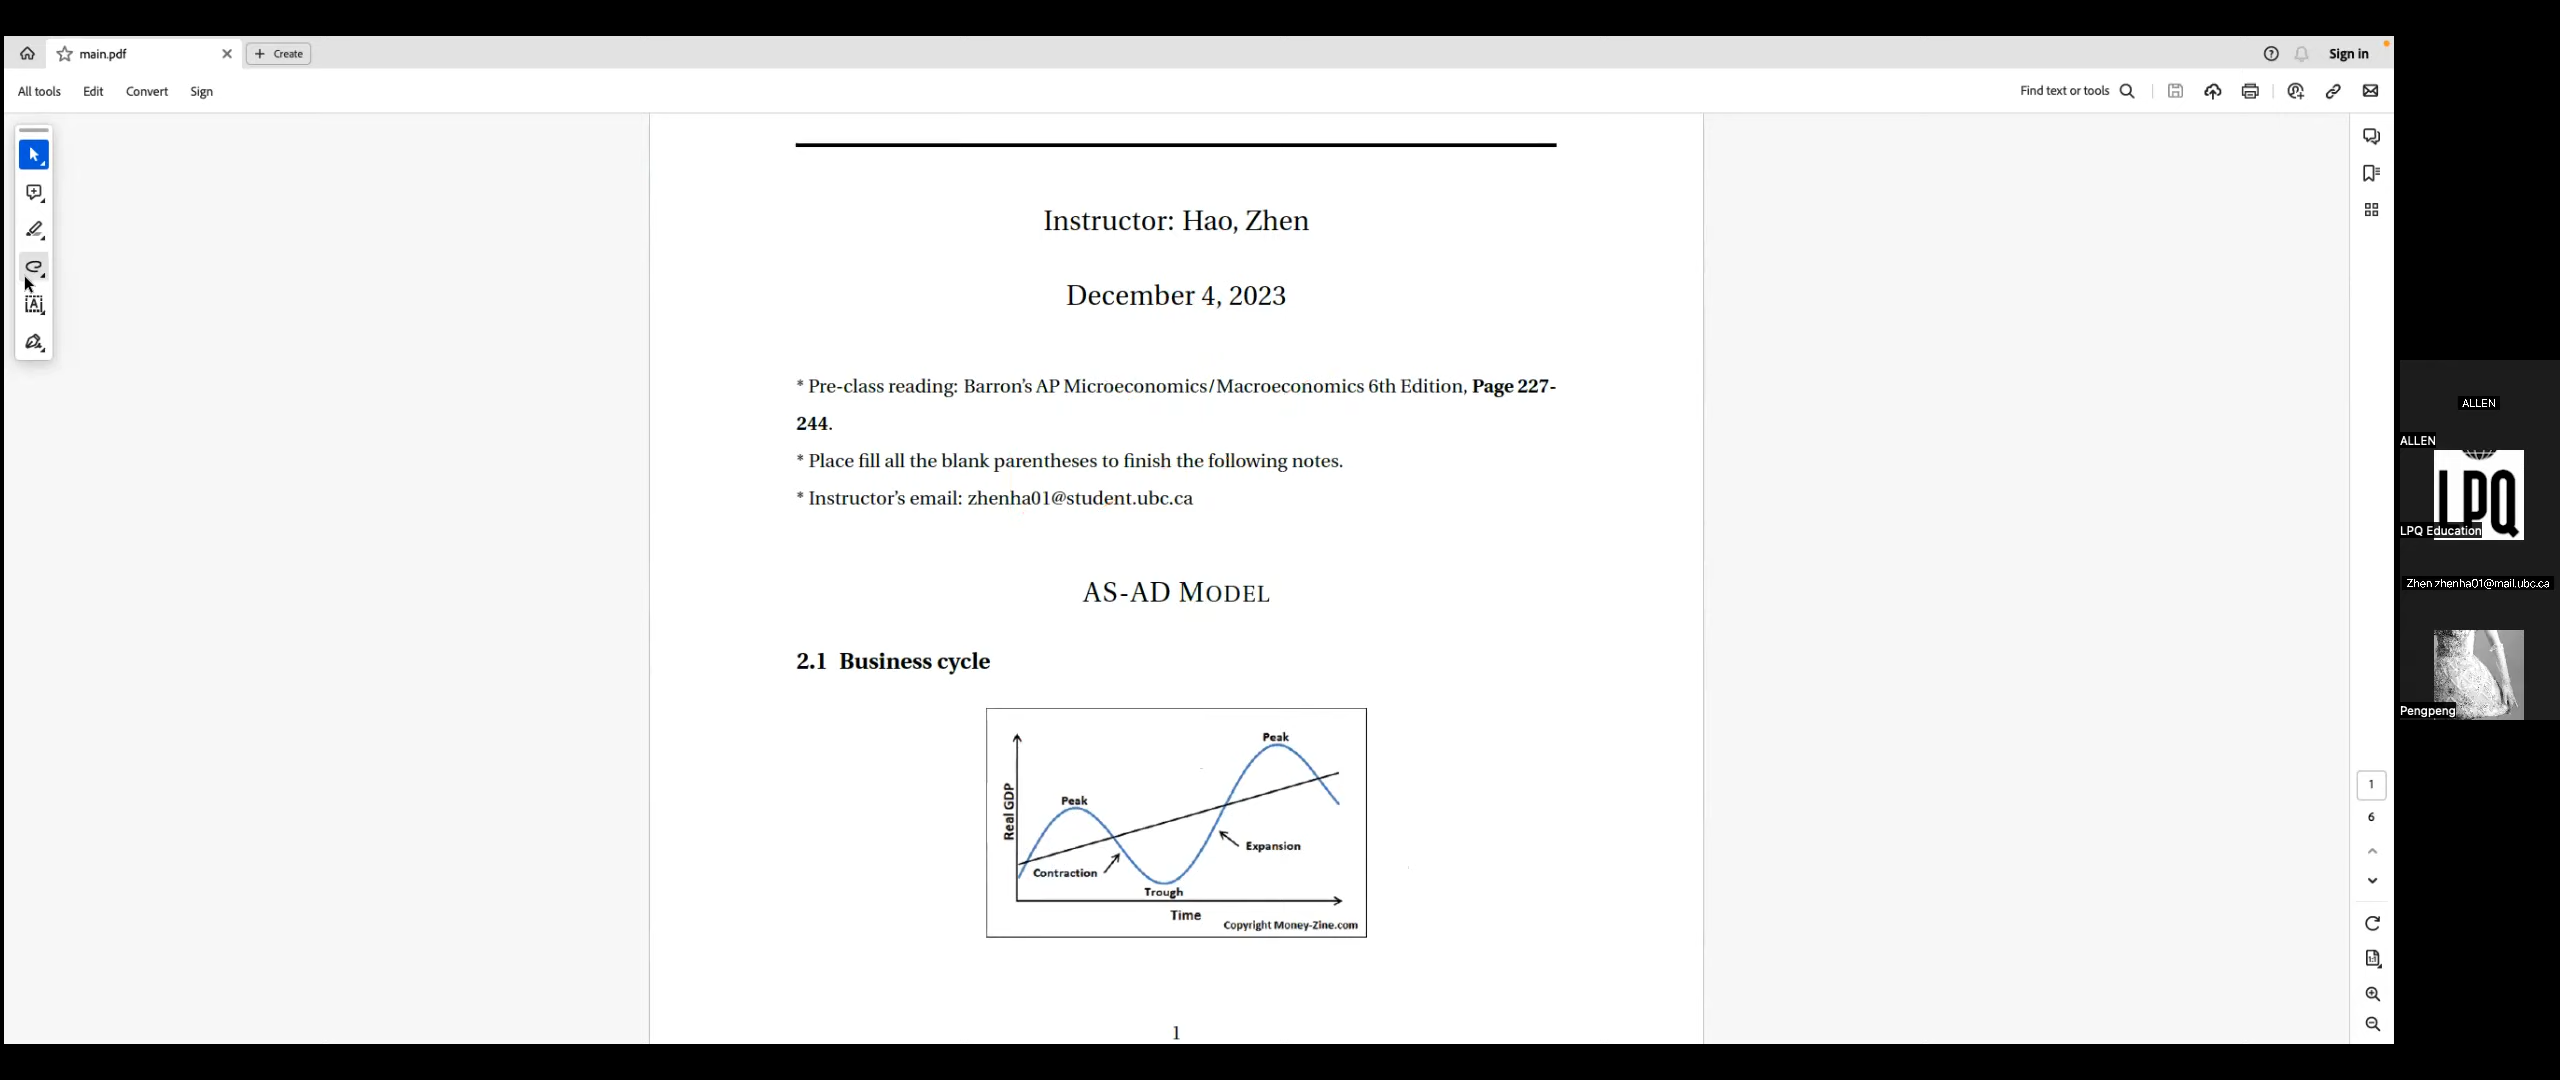 main.pdf
Create
Sign in
All tools
Edit
Convert
Sign
Find text or tools
Instructor: Hao, Zhen
December 4, 2023
* Pre-class reading: Barron's AP Microeconomics/Macroeconomics 6th Edition, Page 227-
244.
* Place fill all the blank parentheses to finish the following notes.
* Instructor's email: zhenha01@student.ubc.ca
AS-AD MODEL
2.1 Business cycle
Peak
Peak
Real GDP
Expansion
Contraction
Trough
Time
Copyright Money-Zine.com
1
ALLEN
ALLEN
LPQ
LPQ Education
Zhen zhenha01@mail.ubc.ca
Pengpeng
1
6